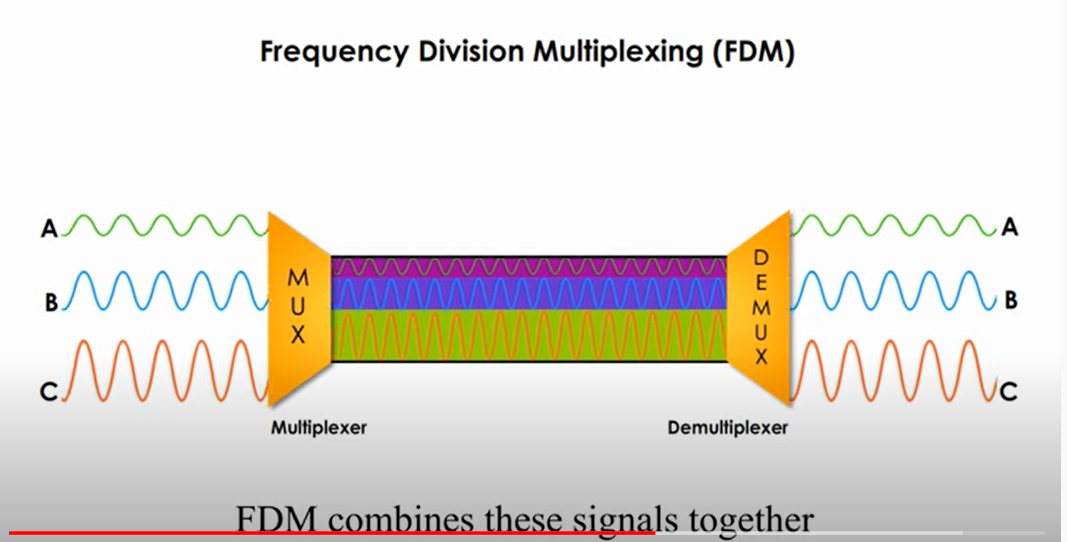 Frequency Division Multiplexing (FDM)
A
A
MUX
DEMUX
B
B
C
C
Multiplexer
Demultiplexer
FDM combines these signals together